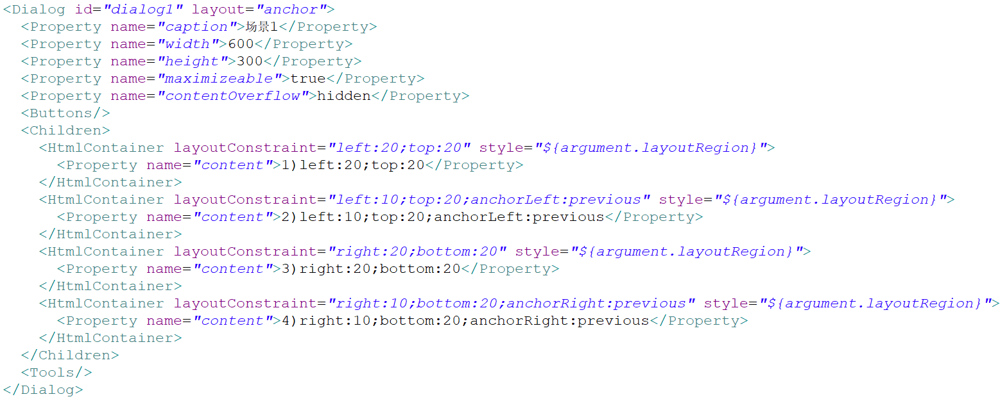 <Dialog id="dialog1" layout="anchor">
  <Property name="caption">场景1</Property>
  <Property name="width">600</Property>
  <Property name="height">300</Property>
  <Property name="maximizeable">true</Property>
  <Property name="contentOverflow">hidden</Property>
  <Buttons/>
  <Children>
    <HtmlContainer layoutConstraint="left:20;top:20" style="${argument.layoutRegion}">
      <Property name="content">1)left:20;top:20</Property>
    </HtmlContainer>
    <HtmlContainer layoutConstraint="left:10;top:20;anchorLeft:previous" style="${argument.layoutRegion}">
      <Property name="content">2)left:10;top:20;anchorLeft:previous</Property>
    </HtmlContainer>
    <HtmlContainer layoutConstraint="right:20;bottom:20" style="${argument.layoutRegion}">
      <Property name="content">3)right:20;bottom:20</Property>
    </HtmlContainer>
    <HtmlContainer layoutConstraint="right:10;bottom:20;anchorRight:previous" style="${argument.layoutRegion}">
      <Property name="content">4)right:10;bottom:20;anchorRight:previous</Property>
    </HtmlContainer>
  </Children>
  <Tools/>
</Dialog>